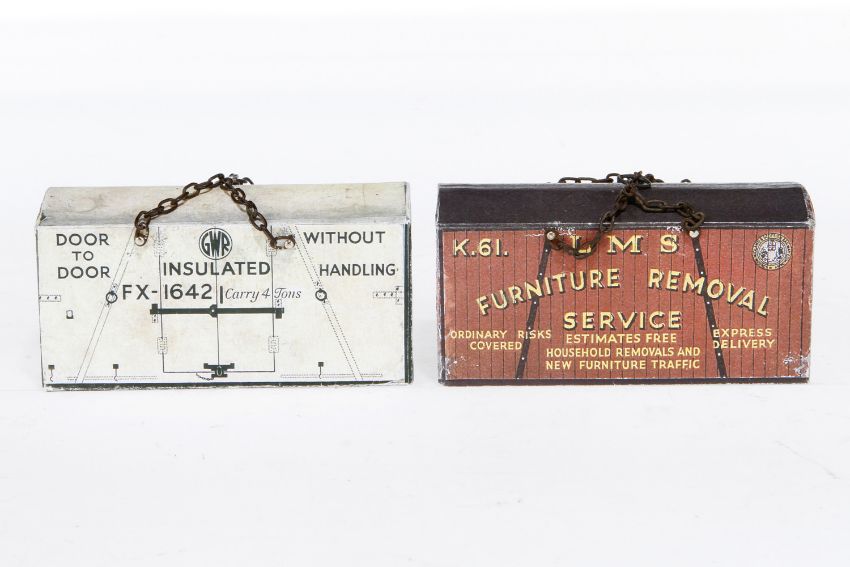 DOOR
TO
DOOR
GWR
WITHOUT
HANDLING
INSULATED
FX-1642
Carry 4 Tons
K.61.
L M S
FURNITURE REMOVAL
SERVICE
ORDINARY RISKS
COVERED
ESTIMATES FREE
HOUSEHOLD REMOVALS AND
NEW FURNITURE TRAFFIC
EXPRESS
DELIVERY